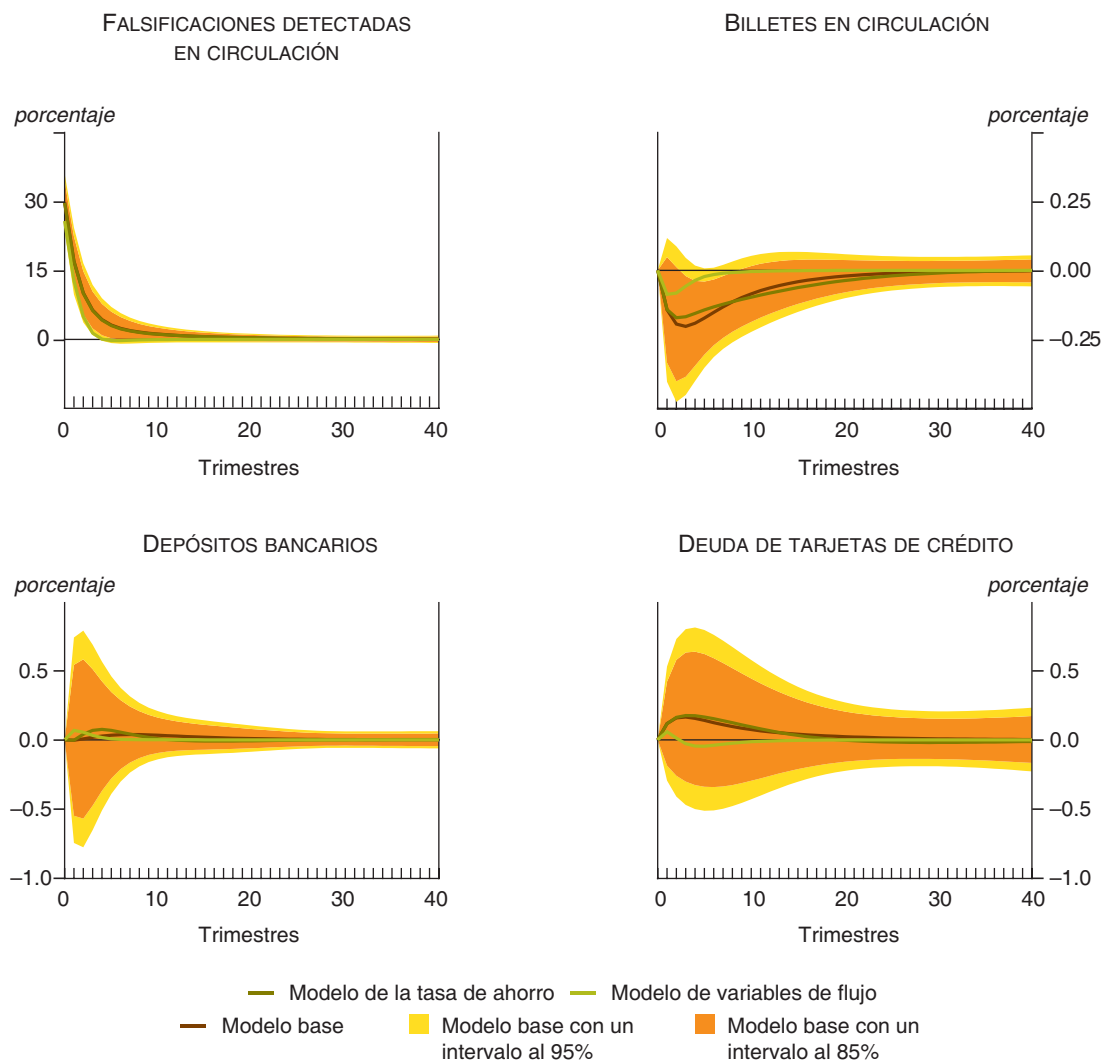 FALSIFICACIONES DETECTADAS
EN CIRCULACIÓN
porcentaje
30
15
0
0 10 20 30 40
Trimestres
BILLETES EN CIRCULACIÓN
porcentaje
0.25
0.00
−0.25
0 10 20 30 40
Trimestres
DEPÓSITOS BANCARIOS
porcentaje
0.5
0.0
−0.5
−1.0
0 10 20 30 40
Trimestres
DEUDA DE TARJETAS DE CRÉDITO
porcentaje
0.5
0.0
−0.5
−1.0
0 10 20 30 40
Trimestres
Modelo de la tasa de ahorro Modelo de variables de flujo
Modelo base Modelo base con un Modelo base con un
intervalo al 95% intervalo al 85%